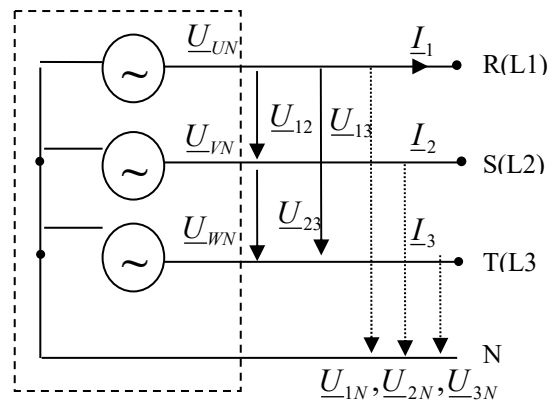 U_UN I_1 R(L1)
~
U_12 U_13
U_VN I_2 S(L2)
~
U_WN U_23 I_3
~ T(L3
N
U_1N, U_2N, U_3N